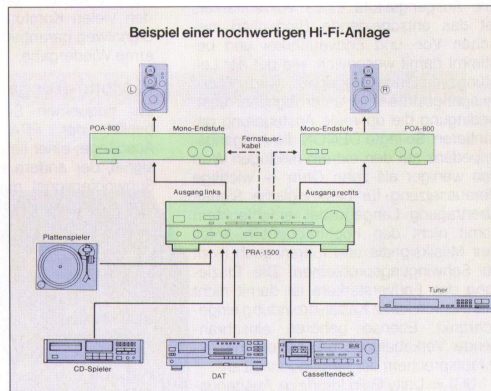 Beispiel einer hochwertigen Hi-Fi-Anlage
L
R
POA-800
Mono-Endstufe
Fernsteuer-
kabel
Mono-Endstufe
POA-800
Ausgang links
Ausgang rechts
PRA-1500
Plattenspieler
Tuner
CD-Spieler
DAT
Cassettendeck